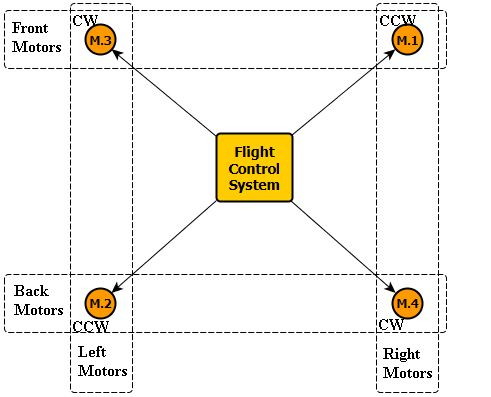 Front
Motors
CW
M.3
CCW
M.1
Flight
Control
System
Back
Motors
M.2
CCW
M.4
CW
Left
Motors
Right
Motors